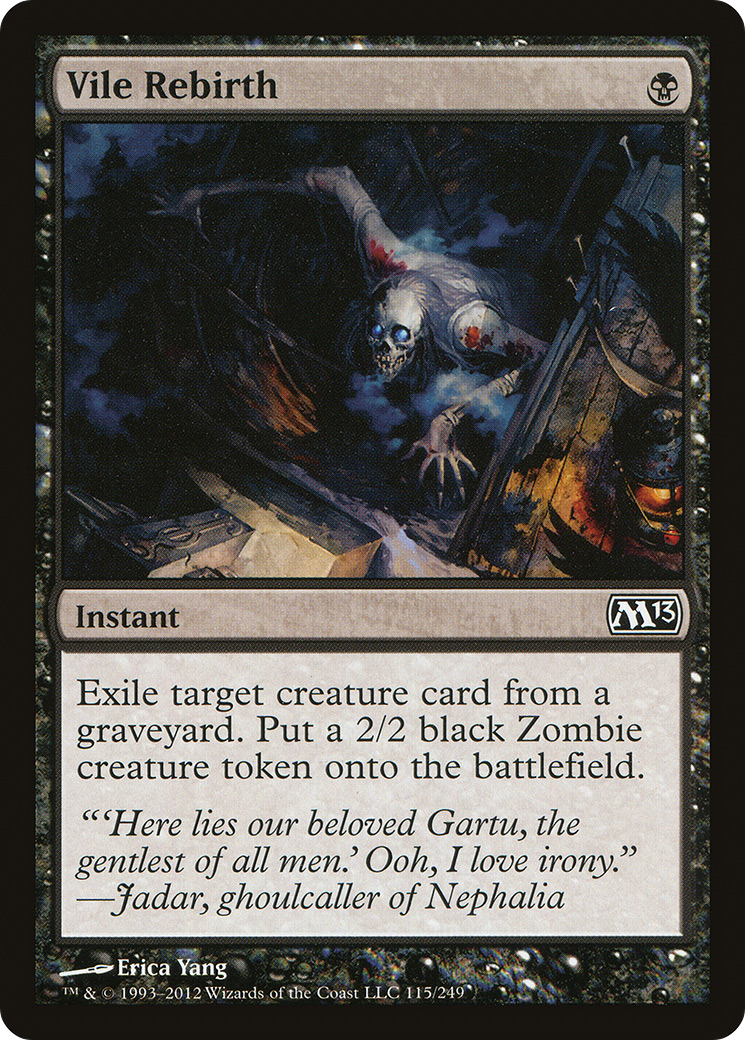 Vile Rebirth
Instant
M13
Exile target creature card from a
graveyard. Put a 2/2 black Zombie
creature token onto the battlefield.
“‘Here lies our beloved Gartu, the
gentlest of all men.’ Ooh, I love irony.”
—Jadar, ghoulcaller of Nephalia
Erica Yang
™ & © 1993–2012 Wizards of the Coast LLC 115/249